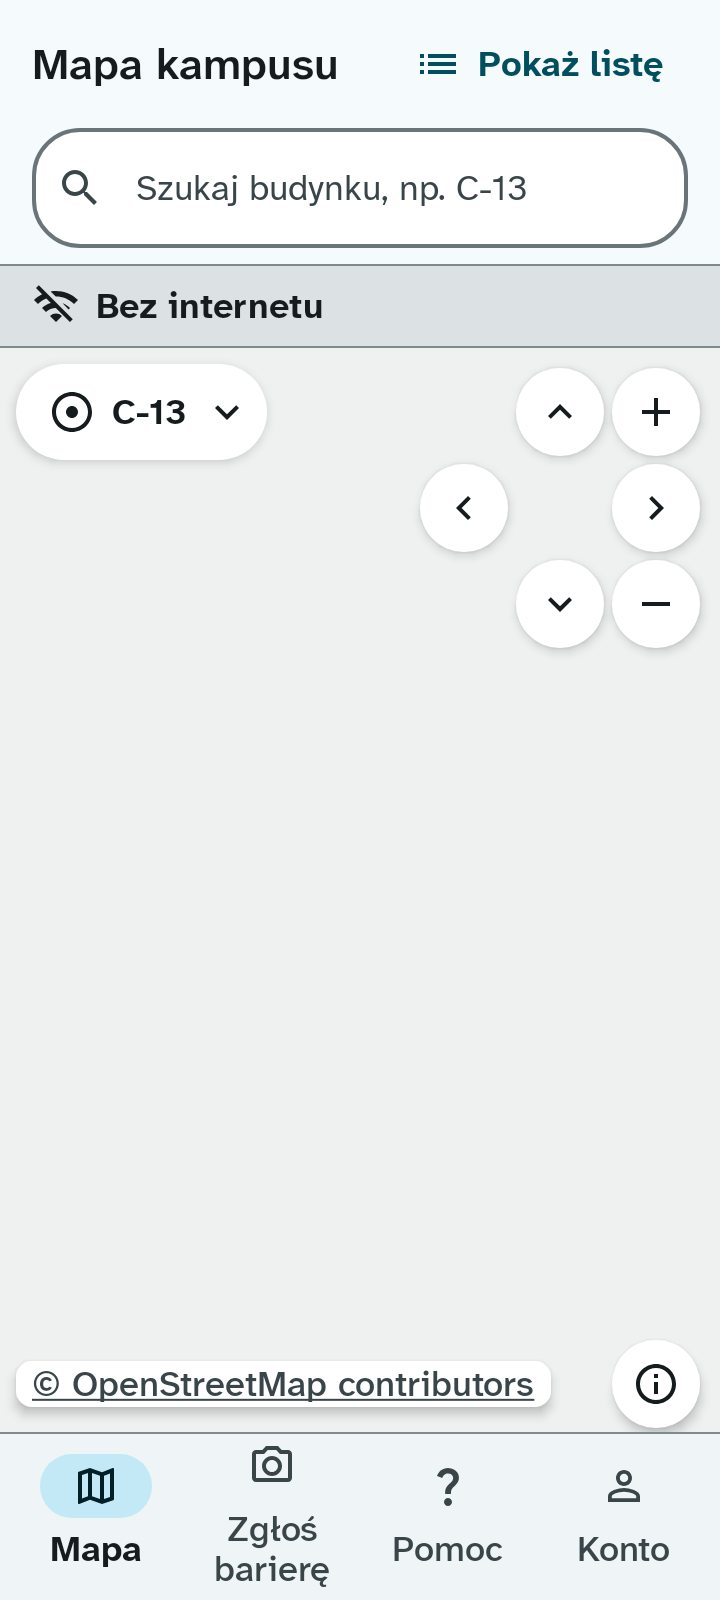 Mapa kampusu
Pokaż listę
Szukaj budynku, np. C-13
Bez internetu
C-13
© OpenStreetMap contributors
Mapa
Zgłoś
barierę
Pomoc
Konto